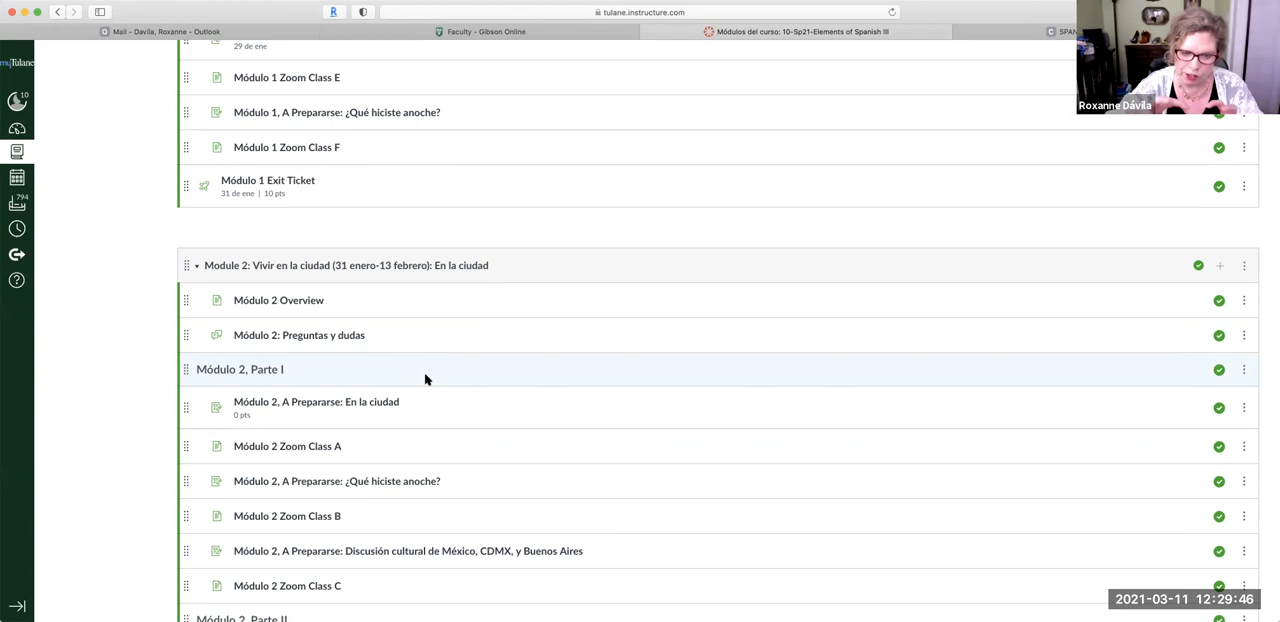 tulane.instructure.com
Mail - Davila, Roxanne - Outlook
Faculty - Gibson Online
Módulos del curso: 10-Sp21-Elements of Spanish III
C SPAN
myTulane
29 de ene
Módulo 1 Zoom Class E
Módulo 1, A Prepararse: ¿Qué hiciste anoche?
Módulo 1 Zoom Class F
Módulo 1 Exit Ticket
31 de ene | 10 pts
Roxanne Dávila
10
794
Module 2: Vivir en la ciudad (31 enero-13 febrero): En la ciudad
Módulo 2 Overview
Módulo 2: Preguntas y dudas
Módulo 2, Parte I
Módulo 2, A Prepararse: En la ciudad
0 pts
Módulo 2 Zoom Class A
Módulo 2, A Prepararse: ¿Qué hiciste anoche?
Módulo 2 Zoom Class B
Módulo 2, A Prepararse: Discusión cultural de México, CDMX, y Buenos Aires
Módulo 2 Zoom Class C
Módulo 2, Parte II
2021-03-11 12:29:46